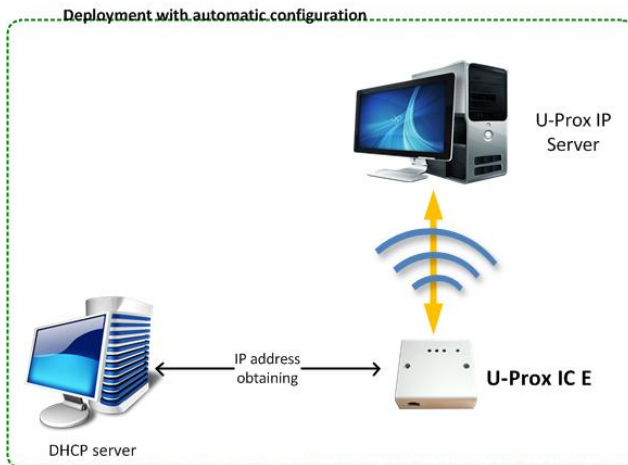 Deployment with automatic configuration
U-Prox IP
Server
IP address
obtaining
U-Prox IC E
DHCP server